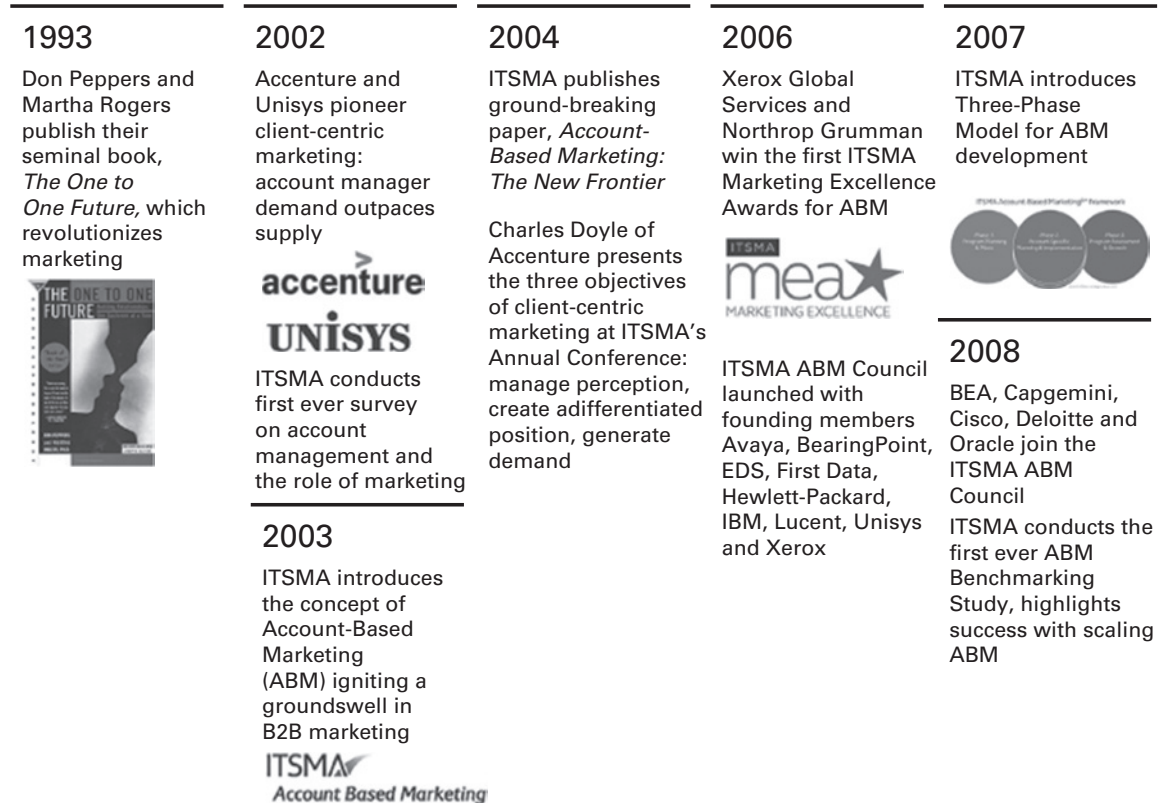 1993
Don Peppers and
Martha Rogers
publish their
seminal book,
The One to
One Future, which
revolutionizes
marketing
THE ONE TO ONE
FUTURE
2002
Accenture and
Unisys pioneer
client-centric
marketing:
account manager
demand outpaces
supply
accenture
UNISYS
ITSMA conducts
first ever survey
on account
management and
the role of marketing
2003
ITSMA introduces
the concept of
Account-Based
Marketing
(ABM) igniting a
groundswell in
B2B marketing
ITSMA
Account Based Marketing
2004
ITSMA publishes
ground-breaking
paper, Account-
Based Marketing:
The New Frontier
Charles Doyle of
Accenture presents
the three objectives
of client-centric
marketing at ITSMA’s
Annual Conference:
manage perception,
create adifferentiated
position, generate
demand
2006
Xerox Global
Services and
Northrop Grumman
win the first ITSMA
Marketing Excellence
Awards for ABM
ITSMA
mea
MARKETING EXCELLENCE
ITSMA ABM Council
launched with
founding members
Avaya, BearingPoint,
EDS, First Data,
Hewlett-Packard,
IBM, Lucent, Unisys
and Xerox
2007
ITSMA introduces
Three-Phase
Model for ABM
development
ITSMA Account-Based Marketing Framework
2008
BEA, Capgemini,
Cisco, Deloitte and
Oracle join the
ITSMA ABM
Council
ITSMA conducts the
first ever ABM
Benchmarking
Study, highlights
success with scaling
ABM